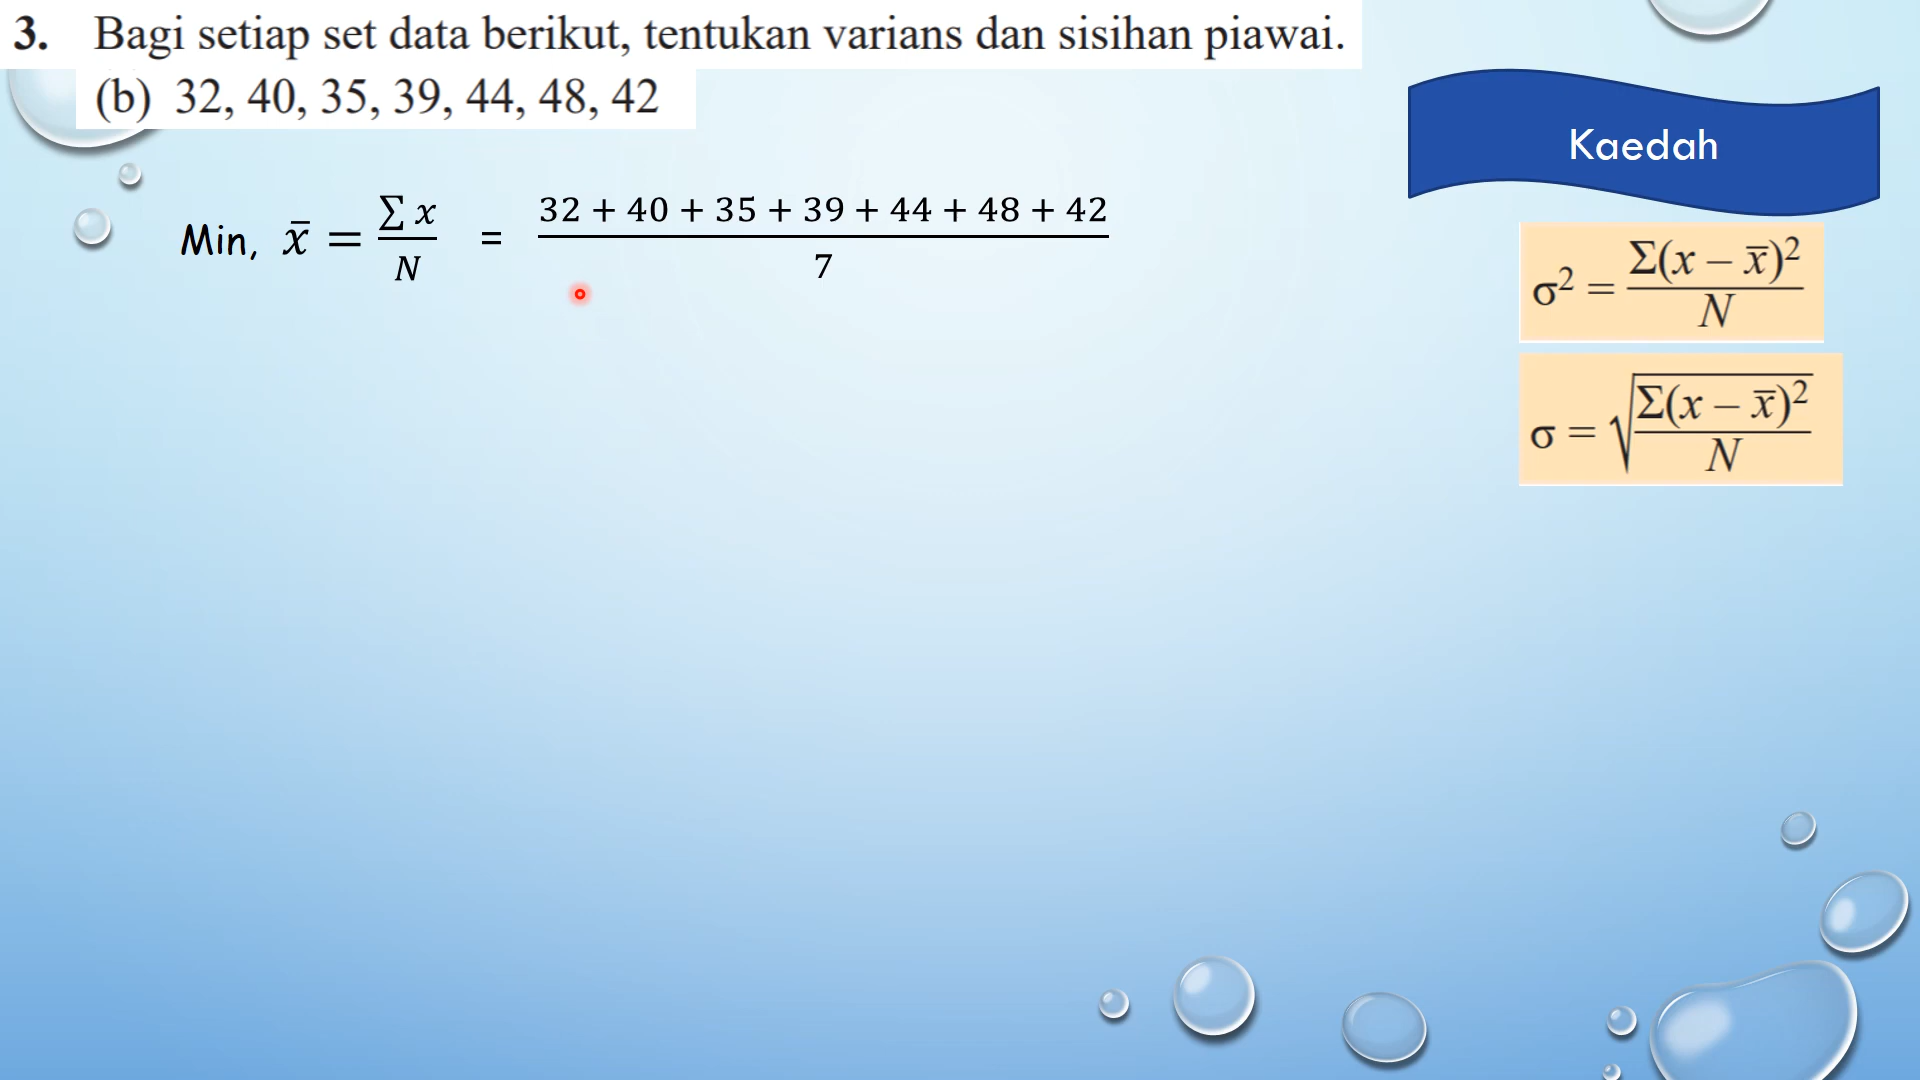 3. Bagi setiap set data berikut, tentukan varians dan sisihan piawai.
(b) 32, 40, 35, 39, 44, 48, 42
Min, x̄ = ∑x / N = (32 + 40 + 35 + 39 + 44 + 48 + 42) / 7
Kaedah
σ² = Σ(x – x̄)² / N
σ = √(Σ(x – x̄)² / N)